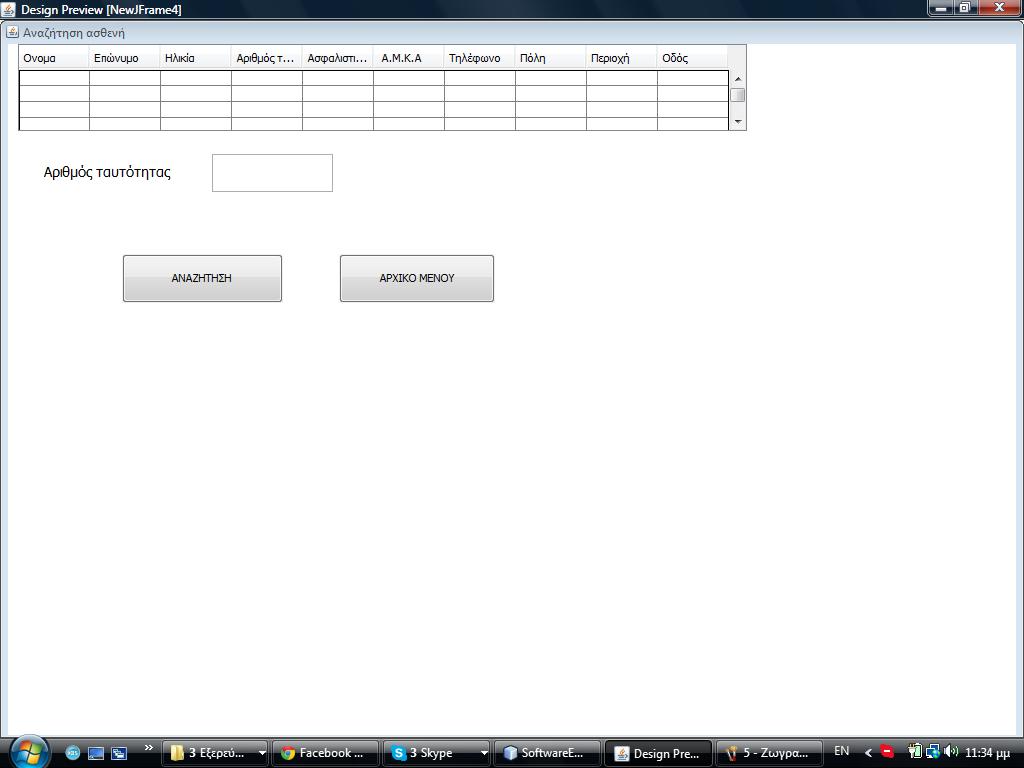 Design Preview [NewJFrame4]
Αναζήτηση ασθενή
Ονομα Επώνυμο Ηλικία Αριθμός τ... Ασφαλιστι... Α.Μ.Κ.Α Τηλέφωνο Πόλη Περιοχή Οδός
Αριθμός ταυτότητας
ΑΝΑΖΗΤΗΣΗ ΑΡΧΙΚΟ ΜΕΝΟΥ
» 3 Εξερεύ... Facebook ... 3 Skype SoftwareE... Design Pre... 5 - Ζωγρα... EN 11:34 μμ